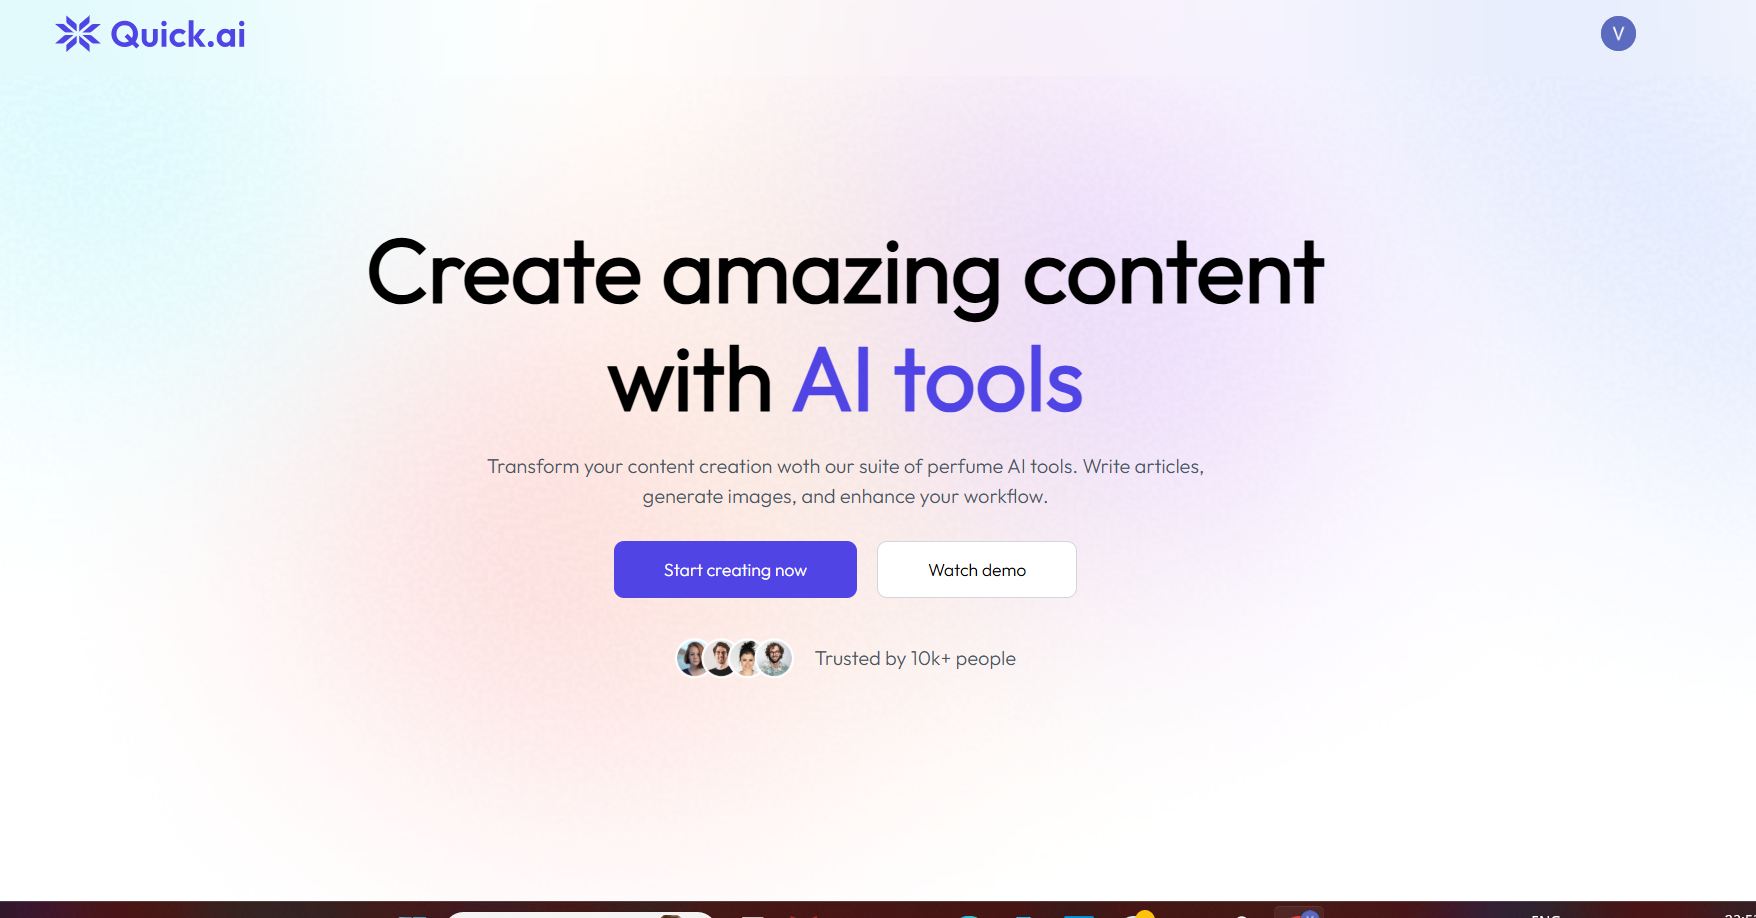 Quick.ai
V
Create amazing content
with AI tools
Transform your content creation woth our suite of perfume AI tools. Write articles,
generate images, and enhance your workflow.
Start creating now
Watch demo
Trusted by 10k+ people